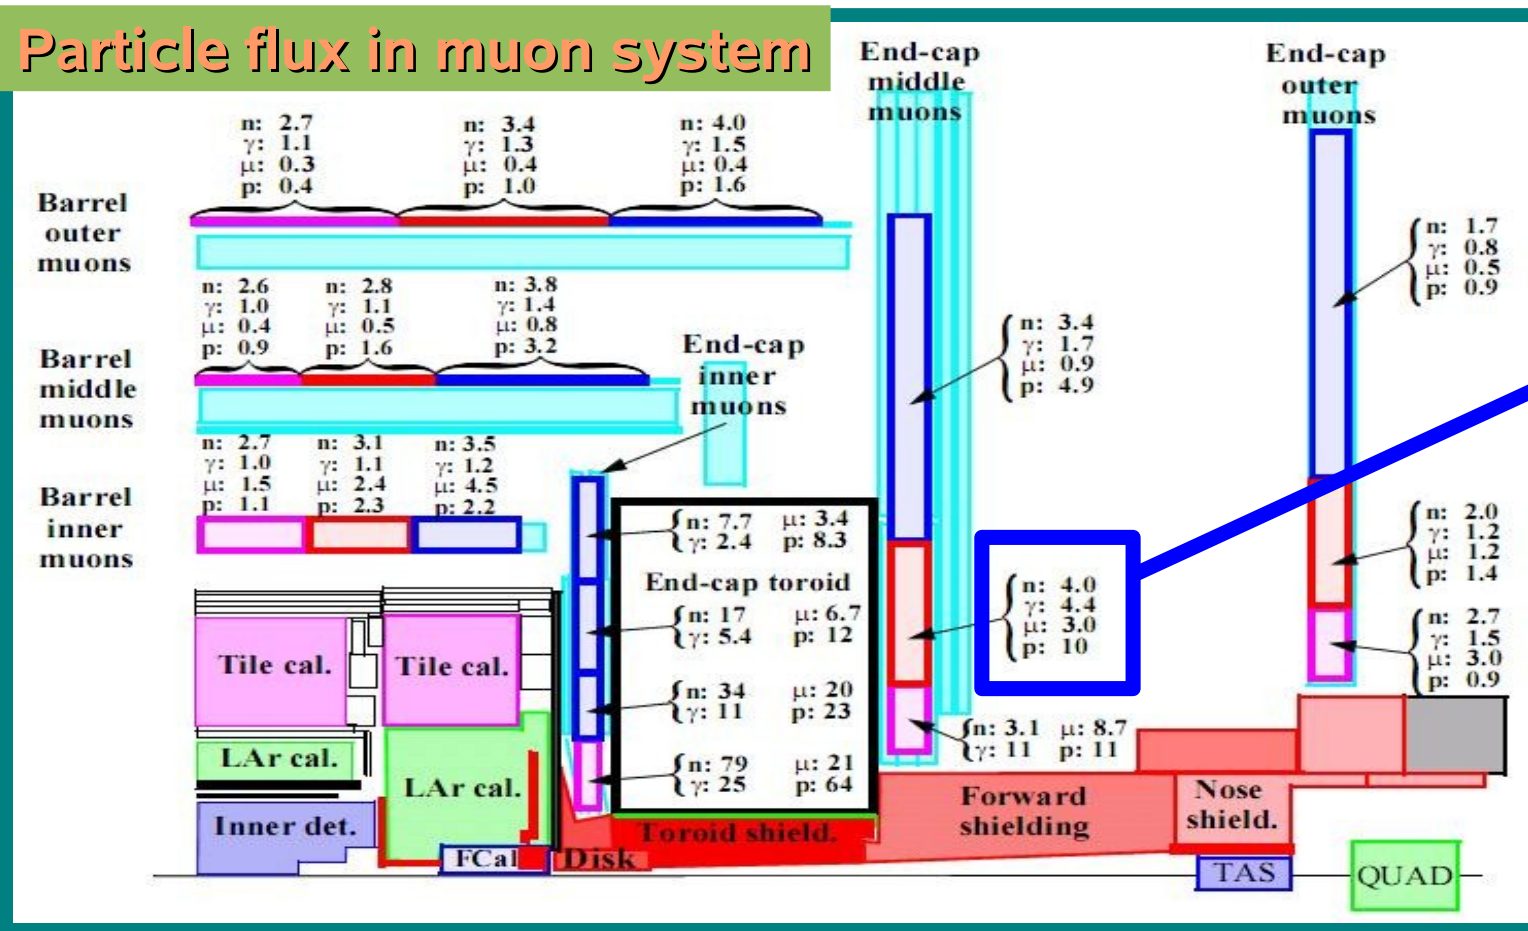 Particle flux in muon system
End-cap
middle
muons
End-cap
outer
muons
n: 2.7
γ: 1.1
μ: 0.3
p: 0.4
n: 3.4
γ: 1.3
μ: 0.4
p: 1.0
n: 4.0
γ: 1.5
μ: 0.4
p: 1.6
Barrel
outer
muons
n: 2.6
γ: 1.0
μ: 0.4
p: 0.9
n: 2.8
γ: 1.1
μ: 0.5
p: 1.6
n: 3.8
γ: 1.4
μ: 0.8
p: 3.2
Barrel
middle
muons
End-cap
inner
muons
n: 2.7
γ: 1.0
μ: 1.5
p: 1.1
n: 3.1
γ: 1.1
μ: 2.4
p: 2.3
n: 3.5
γ: 1.2
μ: 4.5
p: 2.2
Barrel
inner
muons
n: 7.7 μ: 3.4
γ: 2.4 p: 8.3
End-cap toroid
n: 17 μ: 6.7
γ: 5.4 p: 12
n: 34 μ: 20
γ: 11 p: 23
n: 79 μ: 21
γ: 25 p: 64
n: 3.4
γ: 1.7
μ: 0.9
p: 4.9
n: 4.0
γ: 4.4
μ: 3.0
p: 10
n: 3.1 μ: 8.7
γ: 11 p: 11
n: 1.7
γ: 0.8
μ: 0.5
p: 0.9
n: 2.0
γ: 1.2
μ: 1.2
p: 1.4
n: 2.7
γ: 1.5
μ: 3.0
p: 0.9
Tile cal.
Tile cal.
LAr cal.
LAr cal.
Inner det.
FCal
Disk
Toroid shield.
Forward
shielding
Nose
shield.
TAS
QUAD